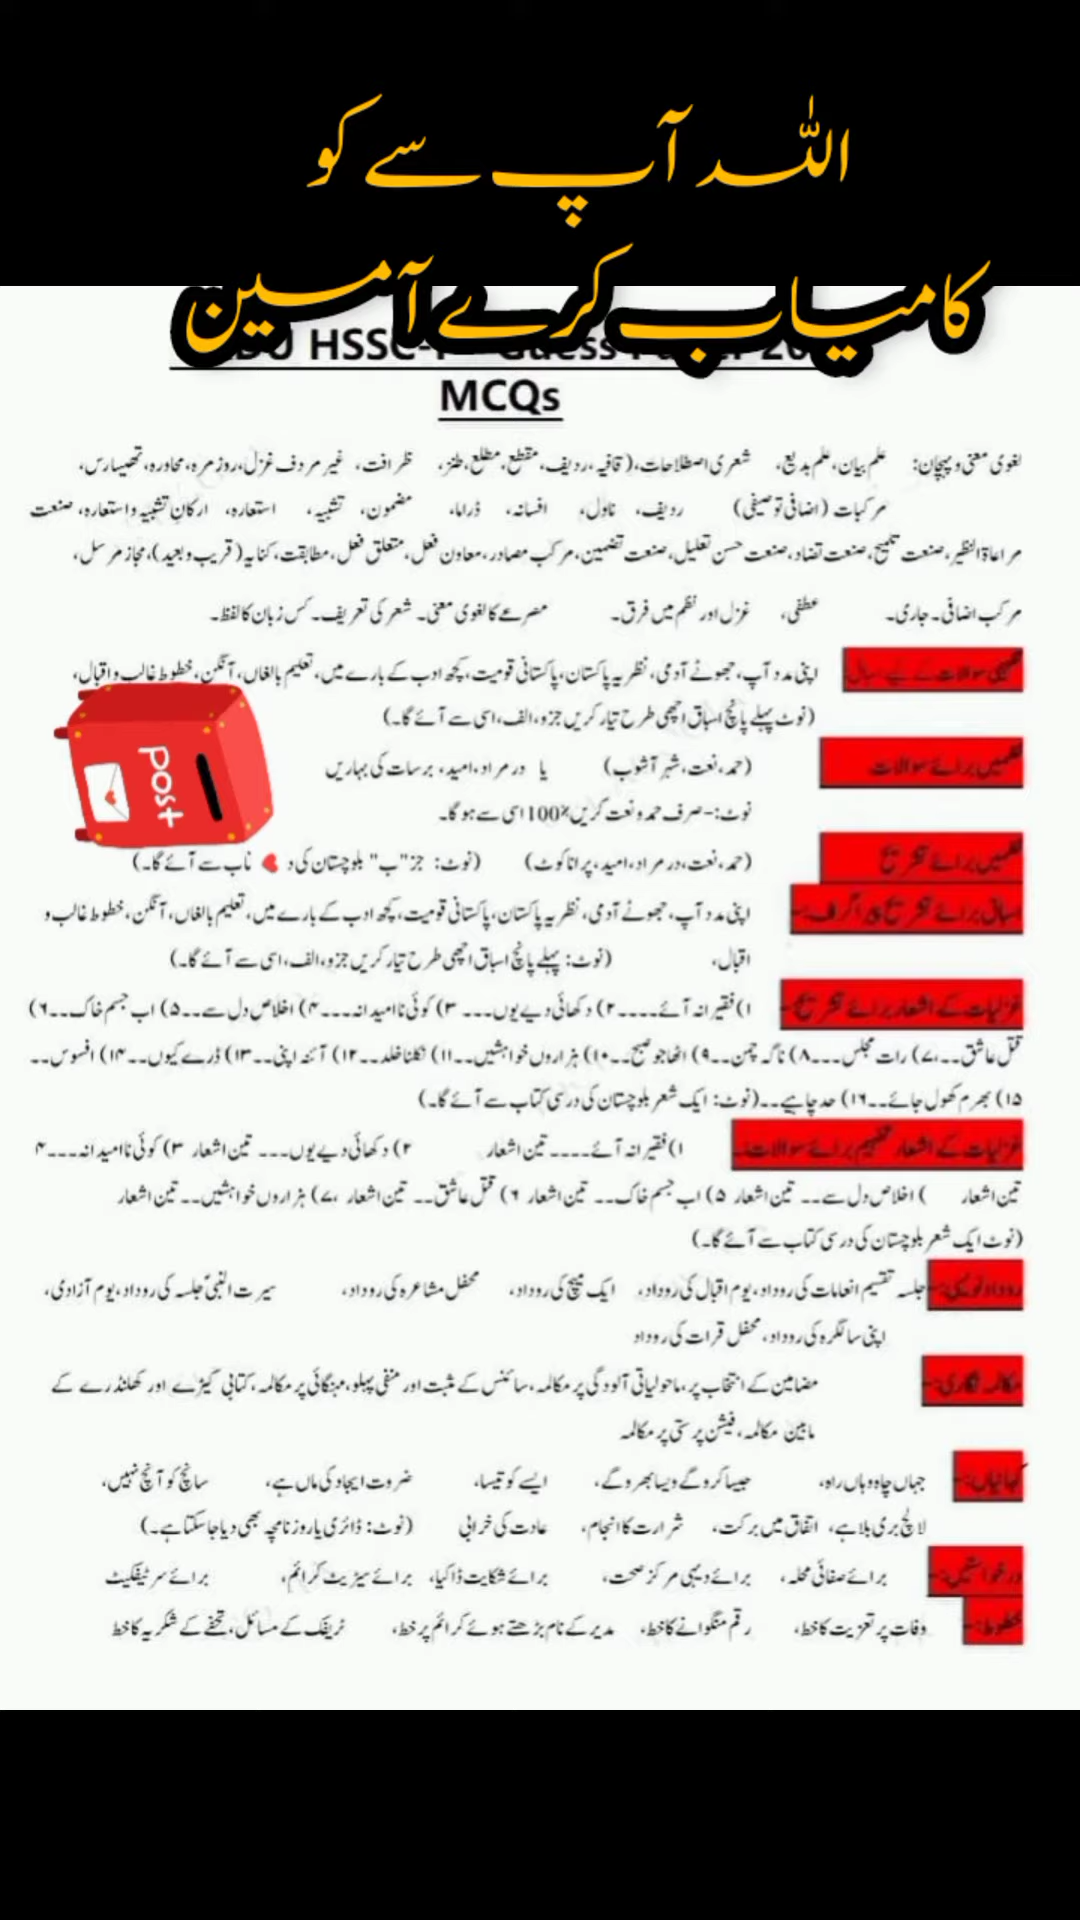 اللہ آپ سے کو
کامیاب کرے آمین
HSSC-I Guess
MCQs
لغوی معنی و پہچان: علم بیان، علم بدیع، شعری اصطلاحات، (قافیہ، ردیف، مقطع، مطلع، طنز، ظرافت، غیر مردف غزل، روزمرہ، محاورہ، تھیسارس،
مرکبات (اضافی توصیفی) ردیف، ناول، افسانہ، ڈراما، مضمون، تشبیہ، استعارہ، ارکان تشبیہ و استعارہ، صنعت
مراعاۃ النظیر، صنعت تلمیح، صنعت تضاد، صنعت حسن تعلیل، صنعت تضمین، مرکب مصادر، معاون فعل، متعلق فعل، مطابقت، کنایہ (قریب و بعید)، مجاز مرسل،
مرکب اضافی۔ جاری۔ عطفی، غزل اور نظم میں فرق۔ مصرعے کا لغوی معنی۔ شعر کی تعریف۔ کس زبان کا لفظ۔
سوالات کے لیے اپنی مدد آپ، جھوٹے آدمی، نظریہ پاکستان، پاکستانی قومیت، کچھ ادب کے بارے میں، تعلیم بالغاں، آنگن، خطوط غالب و اقبال،
(نوٹ پہلے پانچ اسباق اچھی طرح تیار کریں جزو، الف، اسی سے آئے گا۔)
نظمیں برائے سوالات (حمد، نعت، شہر آشوب) یا در مراد، امید، برسات کی بہاریں
نوٹ:- صرف حمد و نعت کریں 100% اسی سے ہو گا۔
post
نظمیں برائے تشریح (حمد، نعت، در مراد، امید، پرانا کوٹ) (نوٹ: جز "ب" بلوچستان کی د ناب سے آئے گا۔)
اسباق برائے تشریح پیراگراف:- اپنی مدد آپ، جھوٹے آدمی، نظریہ پاکستان، پاکستانی قومیت، کچھ ادب کے بارے میں، تعلیم بالغاں، آنگن، خطوط غالب و
اقبال، (نوٹ: پہلے پانچ اسباق اچھی طرح تیار کریں جزو، الف، اسی سے آئے گا۔)
غزلیات کے اشعار برائے تشریح:- ۱) فقیرانہ آئے۔۔۔۔ ۲) دکھائی دیے یوں۔۔۔ ۳) کوئی ناامیدانہ۔۔۔۔ ۴) اخلاص دل سے۔۔ ۵) اب جسم خاک۔۔ ۶)
قتل عاشق۔۔، ۷) رات مجلس۔۔۔ ۸) ناگہ چمن۔۔ ۹) اٹھا جو صبح۔۔ ۱۰) ہزاروں خواہشیں۔۔ ۱۱) نکلنا خلد۔۔ ۱۲) آئنہ اپنی۔۔ ۱۳) ڈرے کیوں۔۔ ۱۴) افسوس۔۔
۱۵) بھرم کھول جائے۔۔ ۱۶) حد چاہیے۔۔ (نوٹ: ایک شعر بلوچستان کی درسی کتاب سے آئے گا۔)
غزلیات کے اشعار تفہیم برائے سوالات:- ۱) فقیرانہ آئے۔۔۔۔ تین اشعار ۲) دکھائی دیے یوں۔۔۔ تین اشعار ۳) کوئی ناامیدانہ۔۔۔ ۴
تین اشعار ) اخلاص دل سے۔۔ تین اشعار ۵) اب جسم خاک۔۔ تین اشعار ۶) قتل عاشق۔۔ تین اشعار ،۷) ہزاروں خواہشیں۔۔ تین اشعار
(نوٹ ایک شعر بلوچستان کی درسی کتاب سے آئے گا۔)
روداد نویسی:- جلسہ تقسیم انعامات کی روداد، یوم اقبال کی روداد، ایک میچ کی روداد، محفل مشاعرہ کی روداد، سیرت النبیؐ جلسہ کی روداد، یوم آزادی،
اپنی سالگرہ کی روداد، محفل قرات کی روداد
مکالمہ نگاری:- مضامین کے انتخاب پر، ماحولیاتی آلودگی پر مکالمہ، سائنس کے مثبت اور منفی پہلو، مہنگائی پر مکالمہ، کتابی کیڑے اور کھلنڈرے کے
مابین مکالمہ، فیشن پرستی پر مکالمہ
کہانیاں:- جہاں چاہ وہاں راہ، جیسا کرو گے ویسا بھرو گے، ایسے کو تیسا، ضروت ایجاد کی ماں ہے، سانچ کو آنچ نہیں،
لالچ بری بلا ہے، اتفاق میں برکت، شرارت کا انجام، عادت کی خرابی (نوٹ: ڈائری یا روزنامچہ بھی دیا جا سکتا ہے۔)
درخواستیں:- برائے صفائی محلہ، برائے دیہی مرکز صحت، برائے شکایت ڈاکیا، برائے سٹریٹ کرائم، برائے سرٹیفکیٹ
خطوط:- وفات پر تعزیت کا خط، رقم منگوانے کا خط، مدیر کے نام بڑھتے ہوئے کرائم پر خط، ٹریفک کے مسائل، تحفے کے شکریہ کا خط